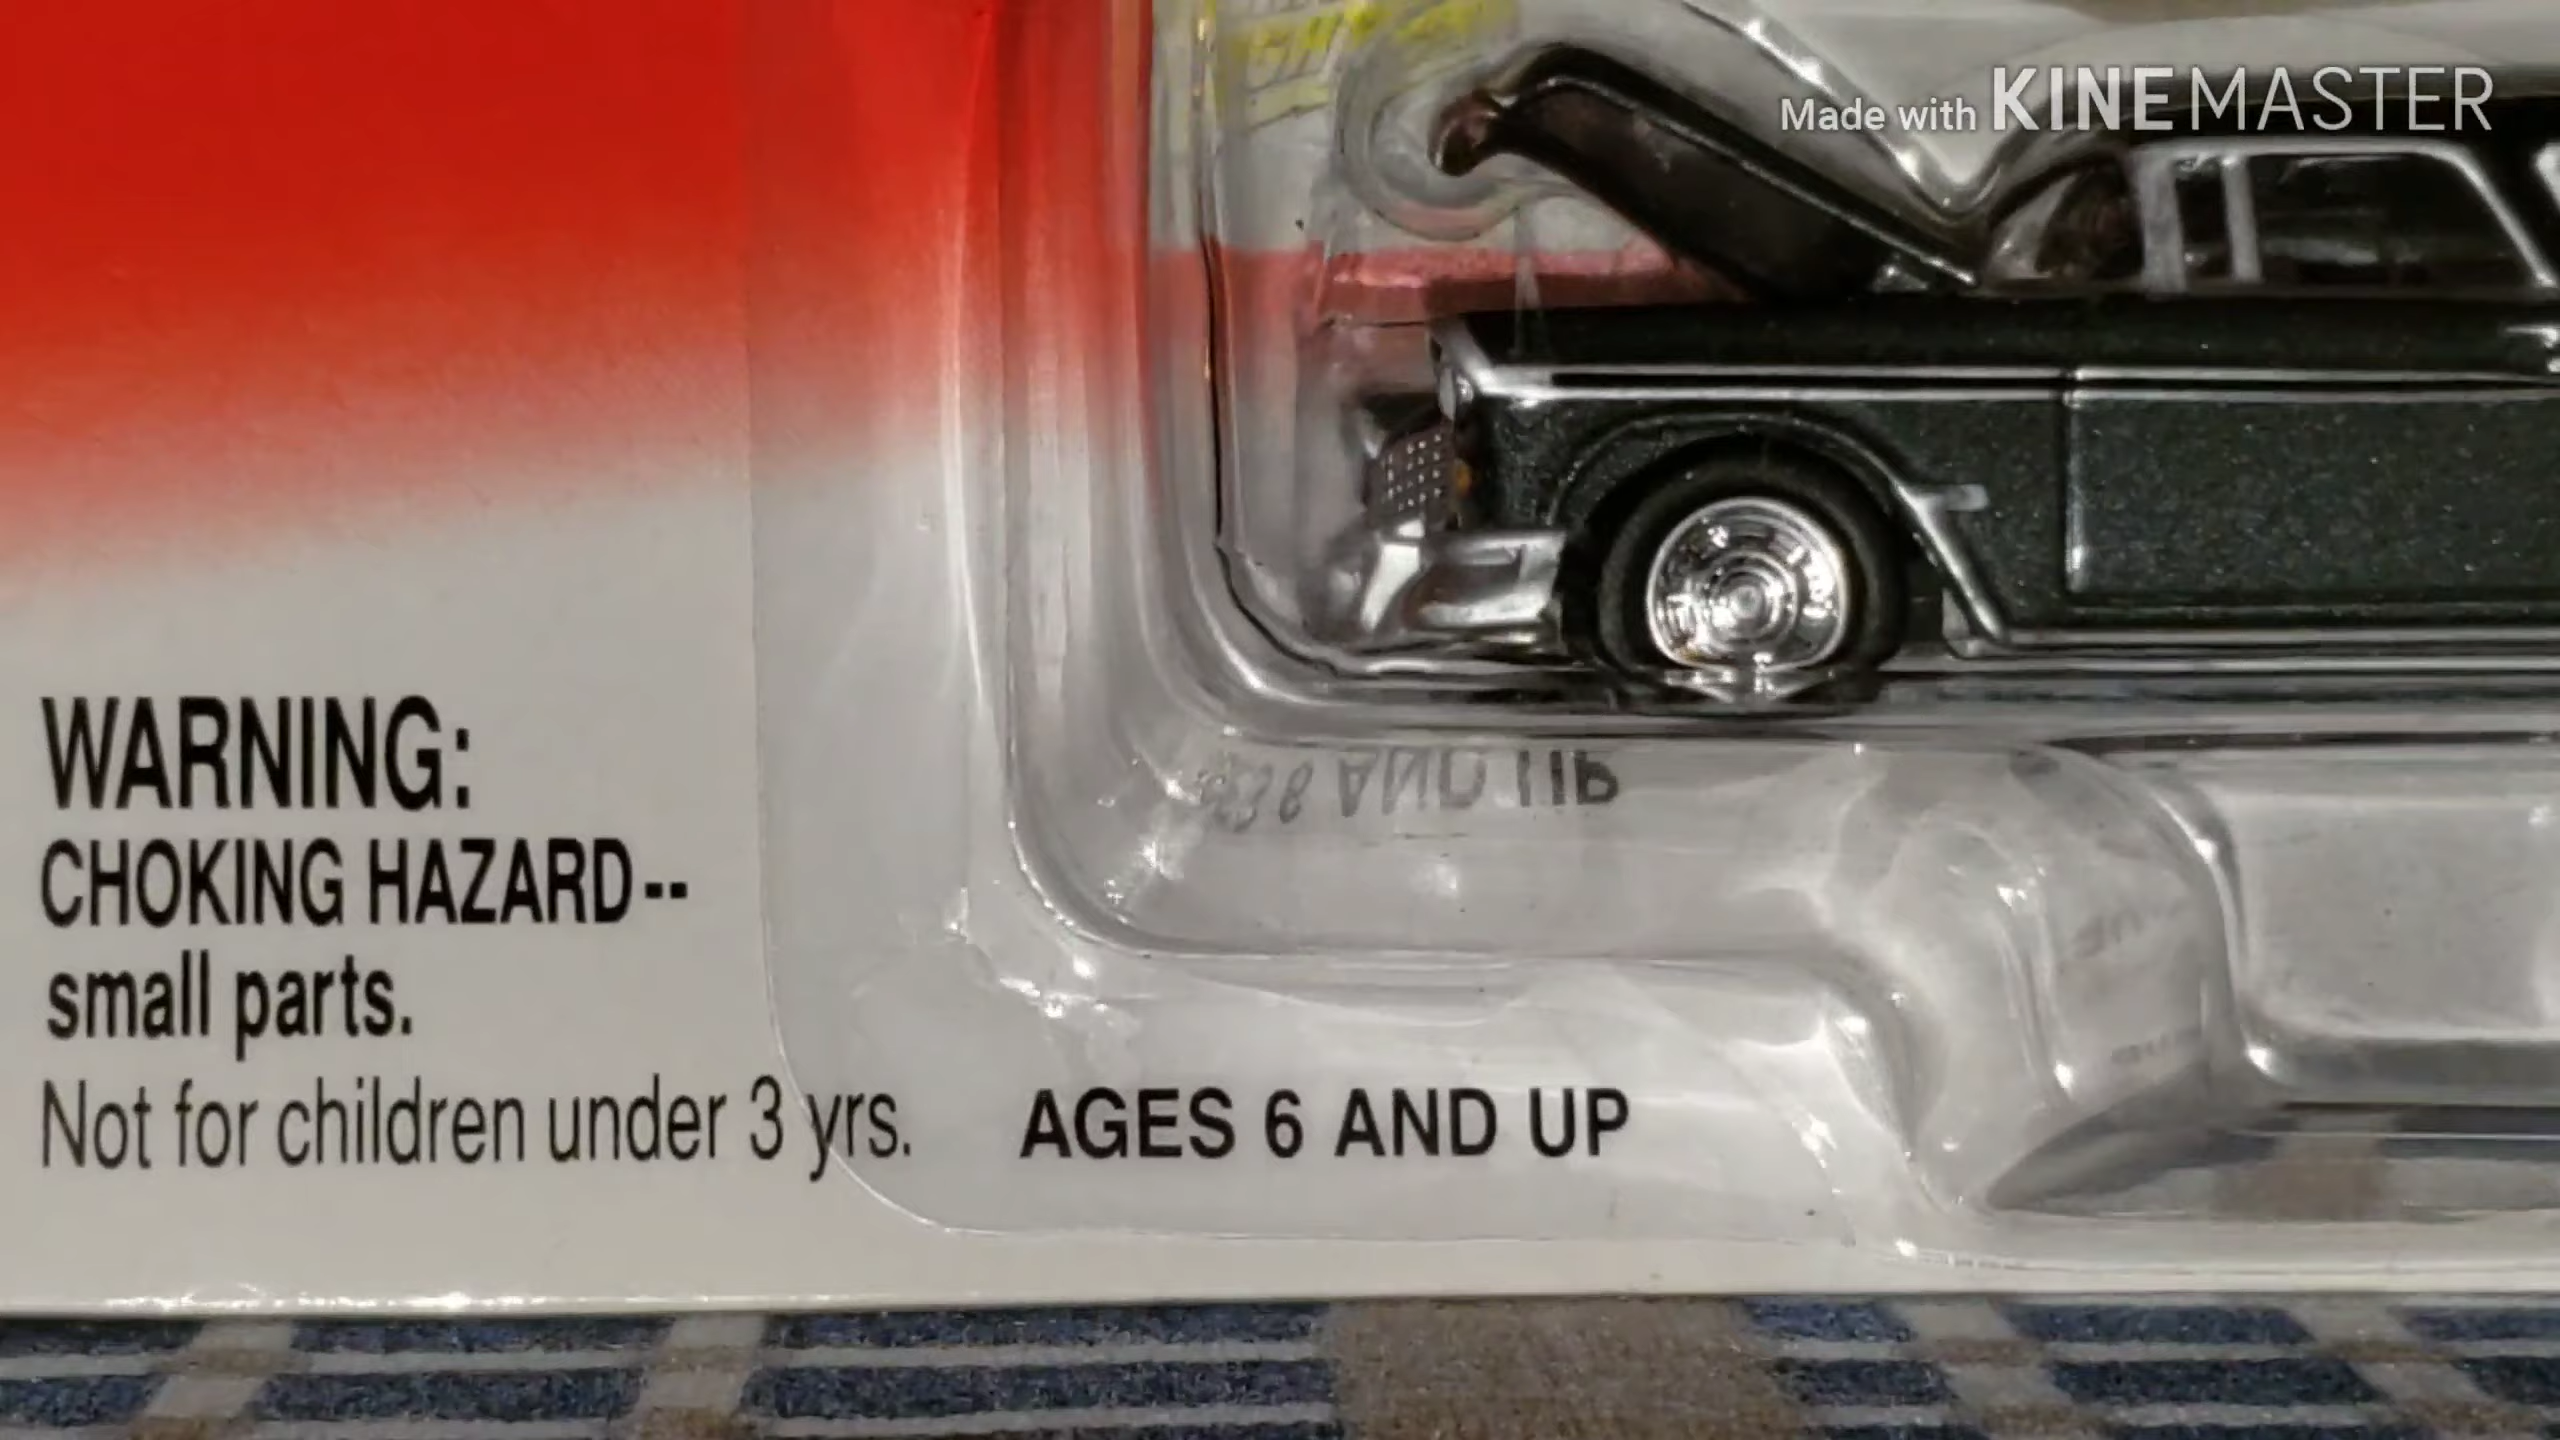 Made with KINEMASTER
WARNING:
CHOKING HAZARD--
small parts.
Not for children under 3 yrs.
AGES 6 AND UP